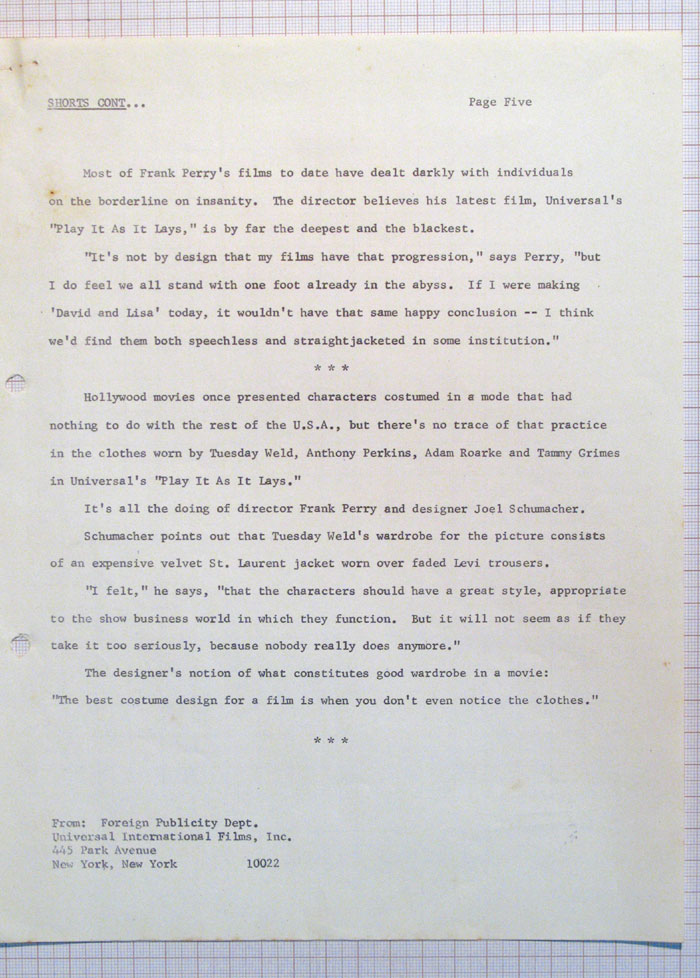 SHORTS CONT... Page Five
Most of Frank Perry's films to date have dealt darkly with individuals
on the borderline on insanity. The director believes his latest film, Universal's
"Play It As It Lays," is by far the deepest and the blackest.
"It's not by design that my films have that progression," says Perry, "but
I do feel we all stand with one foot already in the abyss. If I were making
'David and Lisa' today, it wouldn't have that same happy conclusion -- I think
we'd find them both speechless and straightjacketed in some institution."
* * *
Hollywood movies once presented characters costumed in a mode that had
nothing to do with the rest of the U.S.A., but there's no trace of that practice
in the clothes worn by Tuesday Weld, Anthony Perkins, Adam Roarke and Tammy Grimes
in Universal's "Play It As It Lays."
It's all the doing of director Frank Perry and designer Joel Schumacher.
Schumacher points out that Tuesday Weld's wardrobe for the picture consists
of an expensive velvet St. Laurent jacket worn over faded Levi trousers.
"I felt," he says, "that the characters should have a great style, appropriate
to the show business world in which they function. But it will not seem as if they
take it too seriously, because nobody really does anymore."
The designer's notion of what constitutes good wardrobe in a movie:
"The best costume design for a film is when you don't even notice the clothes."
* * *
From: Foreign Publicity Dept.
Universal International Films, Inc.
445 Park Avenue
New York, New York 10022